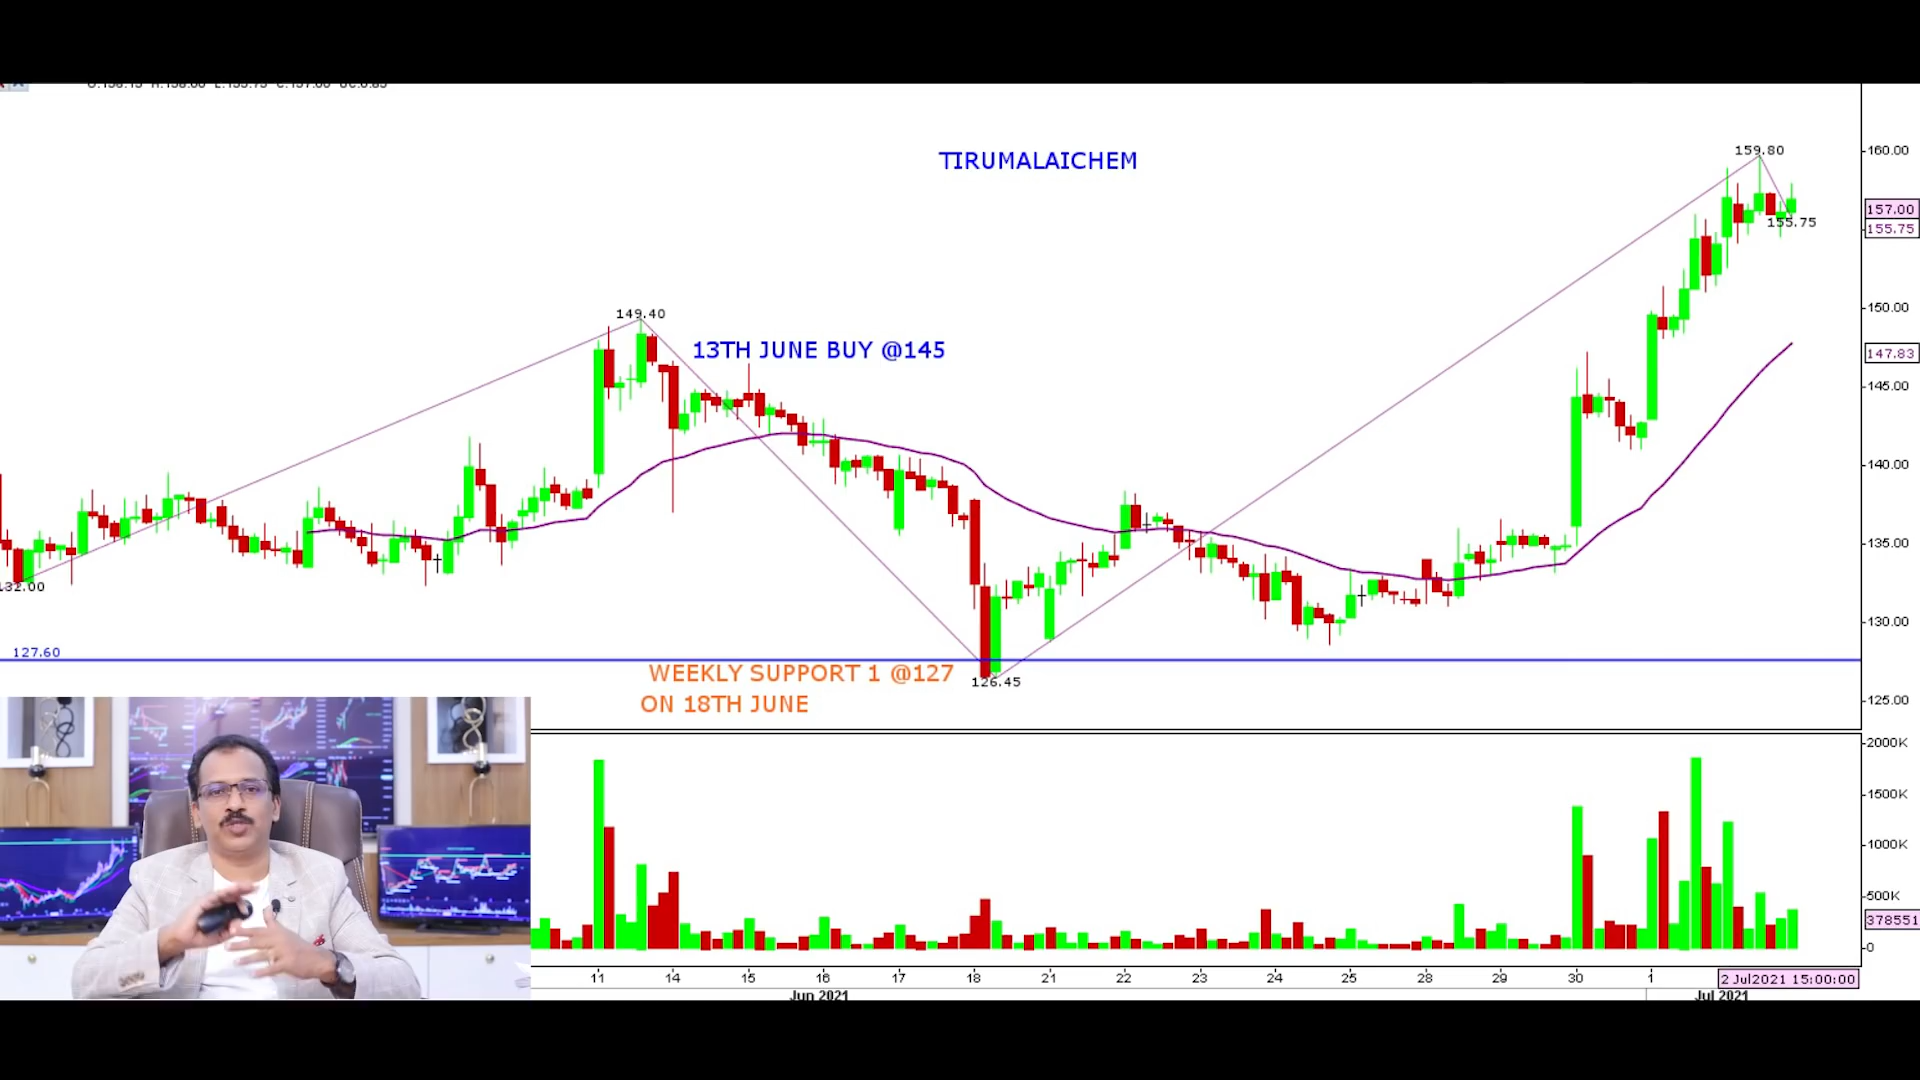 TIRUMALAICHEM
159.80
160.00
157.00
155.75
155.75
150.00
149.40
13TH JUNE BUY @145
147.83
145.00
140.00
135.00
132.00
130.00
127.60
WEEKLY SUPPORT 1 @127
126.45
ON 18TH JUNE
125.00
2000K
1500K
1000K
500K
378551
0
11 14 15 16 17 18 21 22 23 24 25 28 29 30 1 2 Jul2021 15:00:00
Jun 2021 Jul 2021